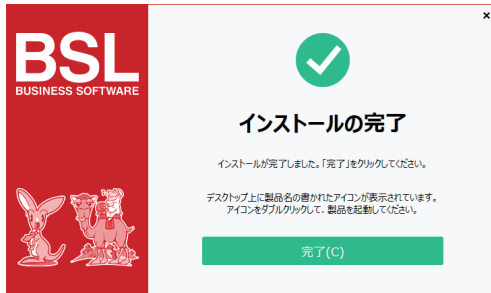 BSL
BUSINESS SOFTWARE
×
インストールの完了
インストールが完了しました。「完了」をクリックしてください。
デスクトップ上に製品名の書かれたアイコンが表示されています。
アイコンをダブルクリックして、製品を起動してください。
完了(C)